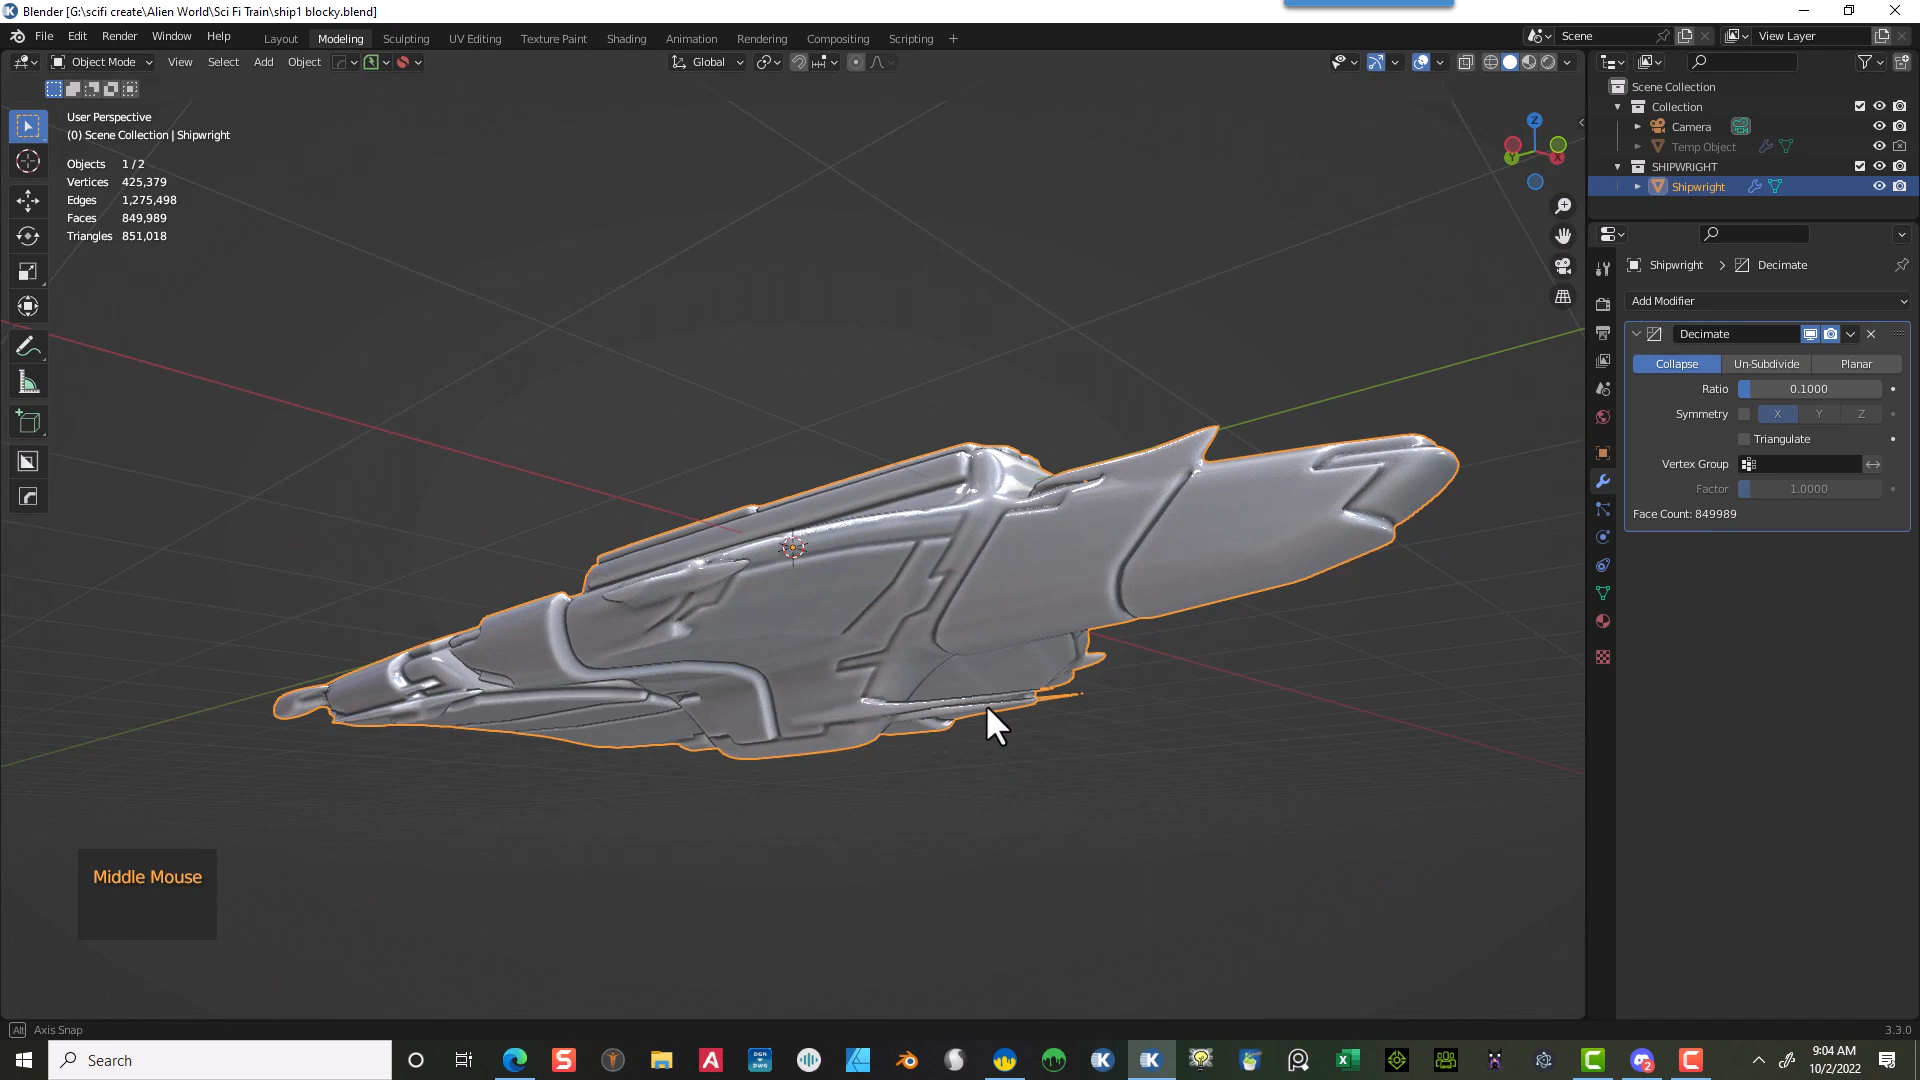 Blender [G:\scifi create\Alien World\Sci Fi Train\ship1 blocky.blend]
File Edit Render Window Help Layout Modeling Sculpting UV Editing Texture Paint Shading Animation Rendering Compositing Scripting Scene View Layer
Object Mode View Select Add Object Global
User Perspective
(0) Scene Collection | Shipwright
Objects 1 / 2
Vertices 425,379
Edges 1,275,498
Faces 849,989
Triangles 851,018
Z
Y X
Scene Collection
Collection
Camera
Temp Object
SHIPWRIGHT
Shipwright
Shipwright > Decimate
Add Modifier
Decimate
Collapse Un-Subdivide Planar
Ratio 0.1000
Symmetry X Y Z
Triangulate
Vertex Group
Factor 1.0000
Face Count: 849989
Middle Mouse
Alt Axis Snap
3.3.0
Search
9:04 AM
10/2/2022